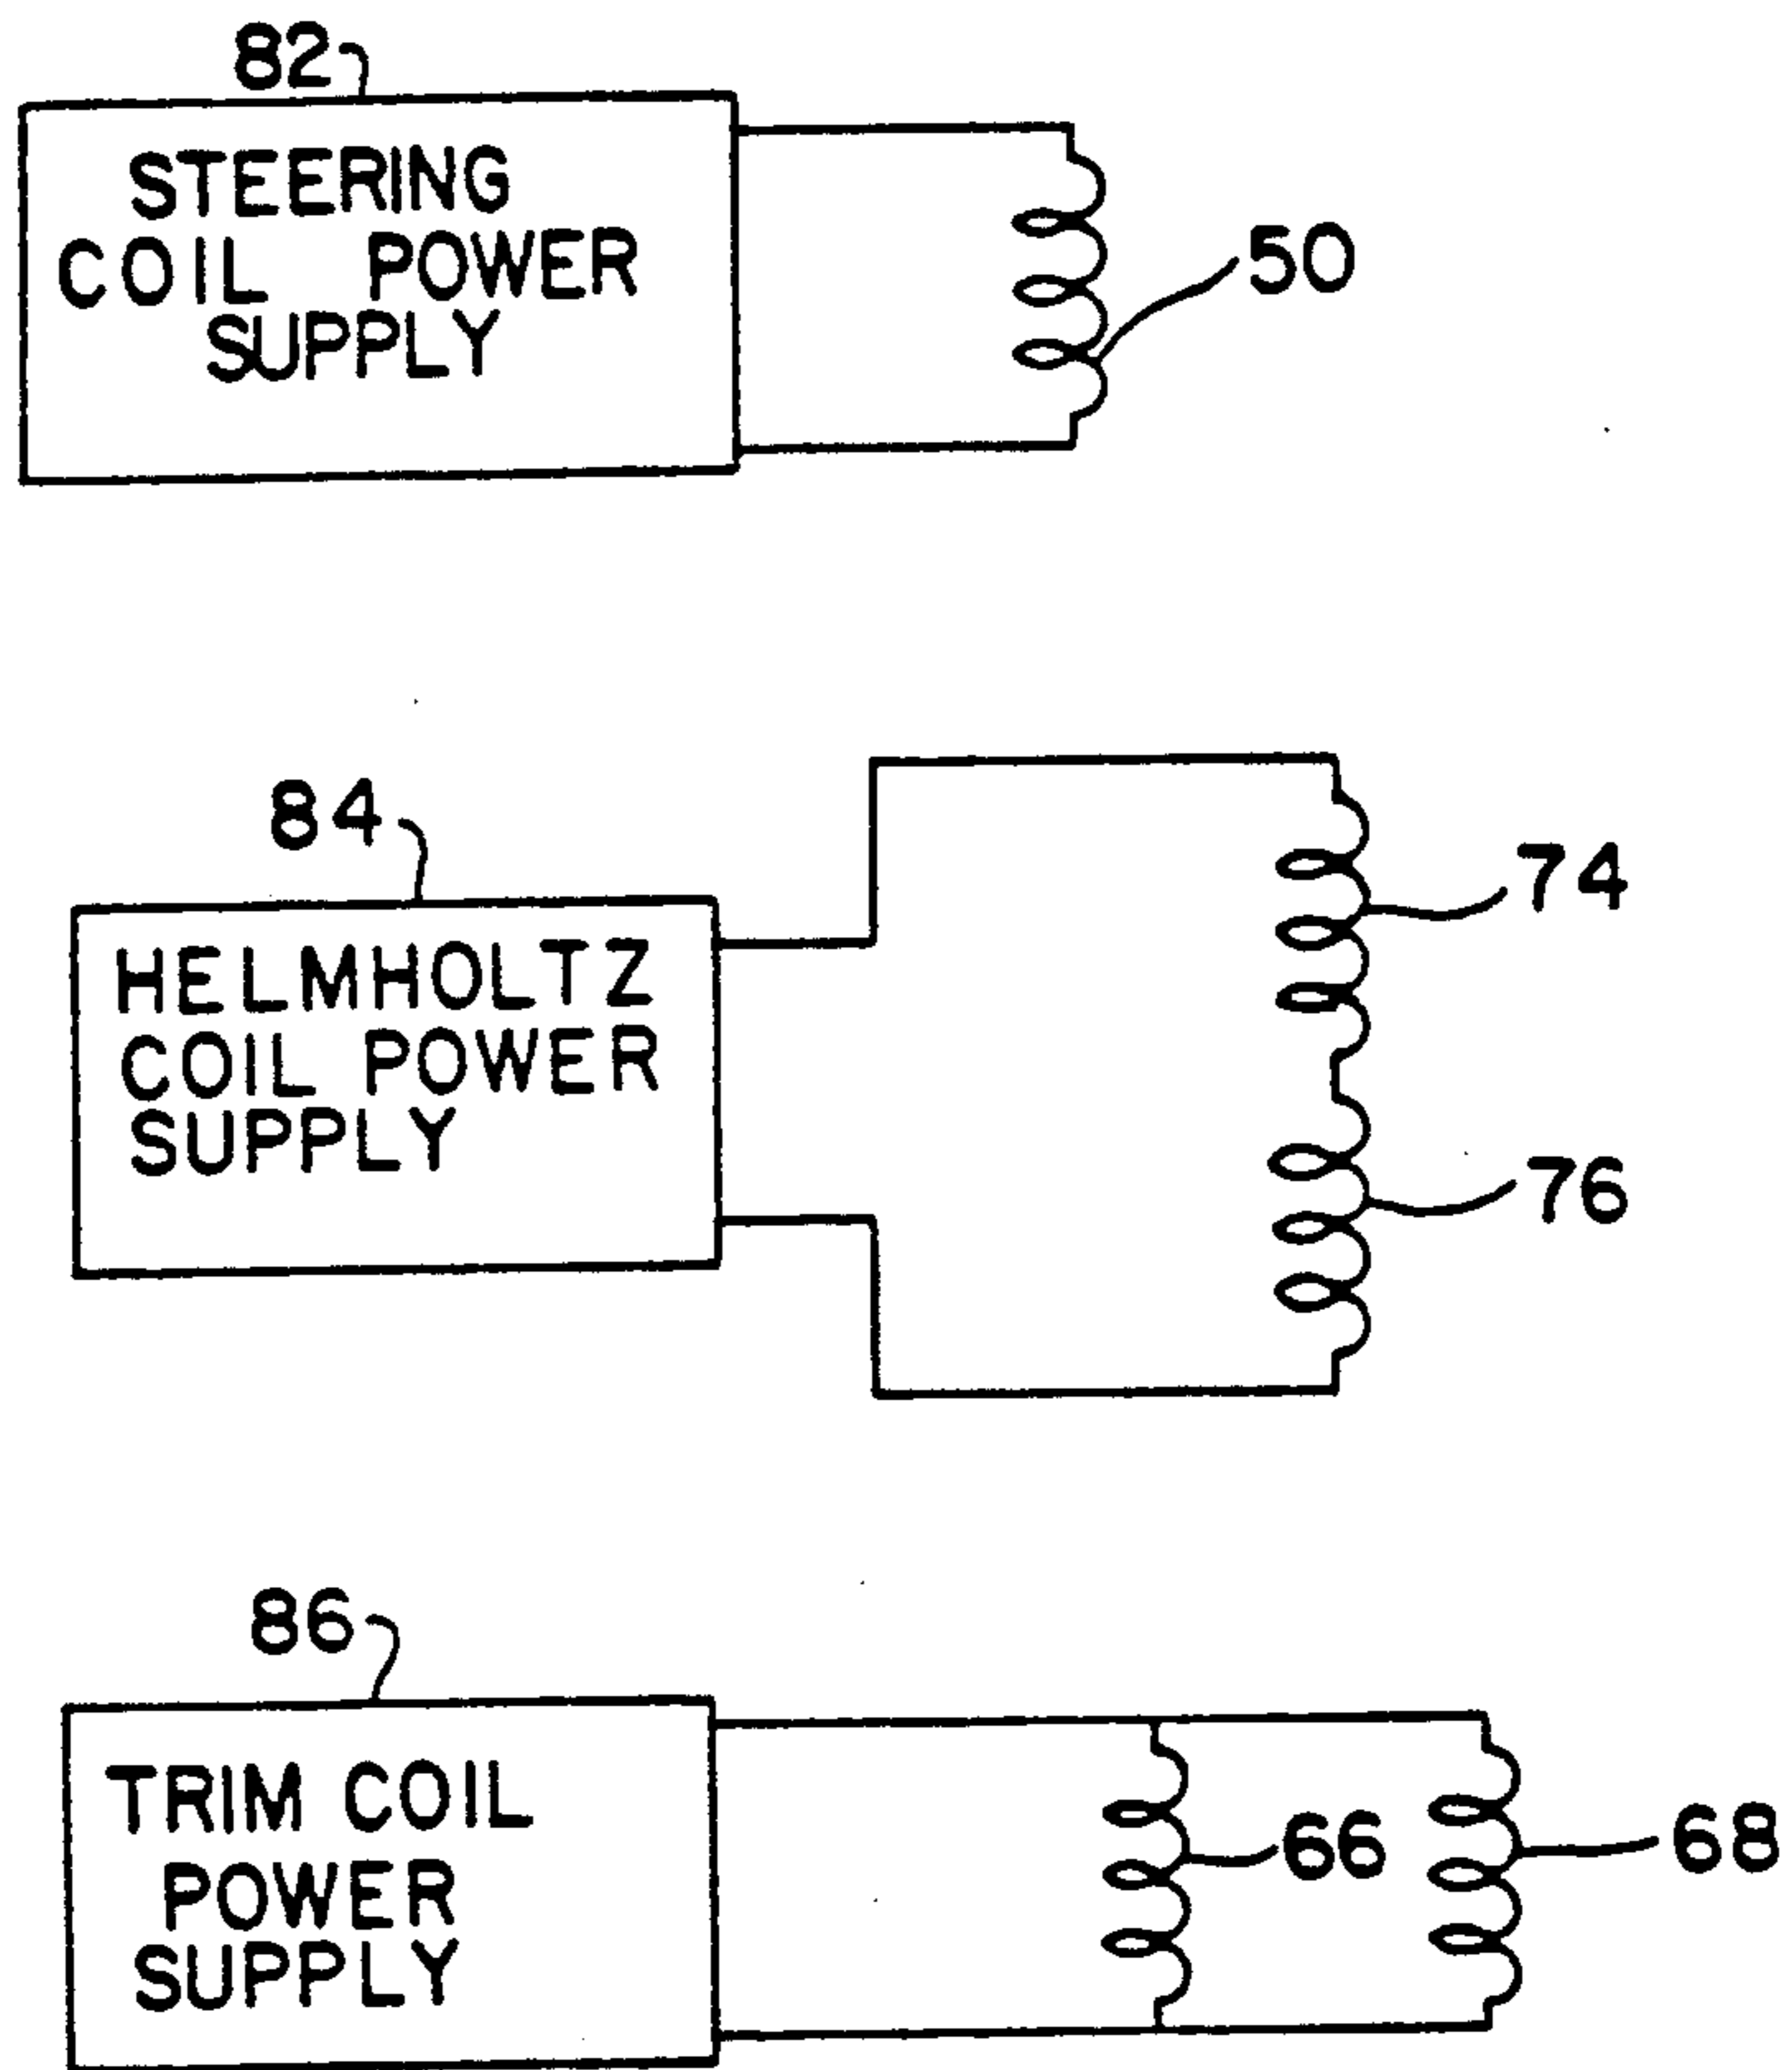 82
STEERING
COIL POWER
SUPPLY
50
84
HELMHOLTZ
COIL POWER
SUPPLY
74
76
86
TRIM COIL
POWER
SUPPLY
66
68